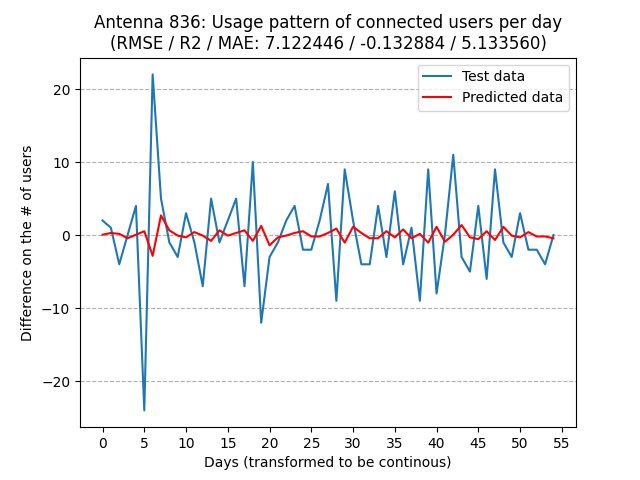 Antenna 836: Usage pattern of connected users per day
(RMSE / R2 / MAE: 7.122446 / -0.132884 / 5.133560)
Test data
Predicted data
Difference on the # of users
20
10
0
−10
−20
0 5 10 15 20 25 30 35 40 45 50 55
Days (transformed to be continous)